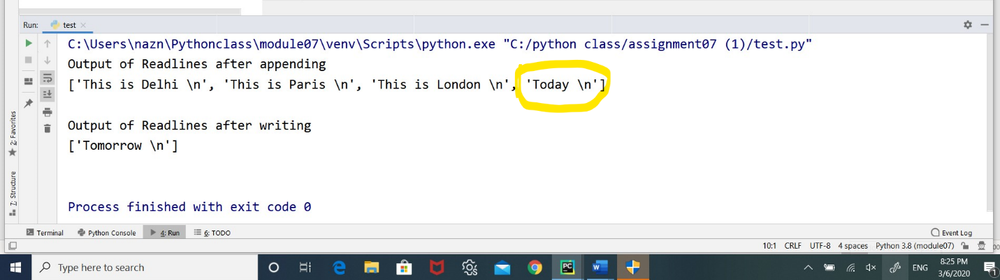 Run: test
C:\Users\nazn\Pythonclass\module07\venv\Scripts\python.exe "C:/python class/assignment07 (1)/test.py"
Output of Readlines after appending
['This is Delhi \n', 'This is Paris \n', 'This is London \n', 'Today \n']
Output of Readlines after writing
['Tomorrow \n']
Process finished with exit code 0
2: Favorites
7: Structure
Terminal Python Console 4: Run 6: TODO Event Log
10:1 CRLF UTF-8 4 spaces Python 3.8 (module07)
Type here to search PC W ENG 8:25 PM
3/6/2020 1